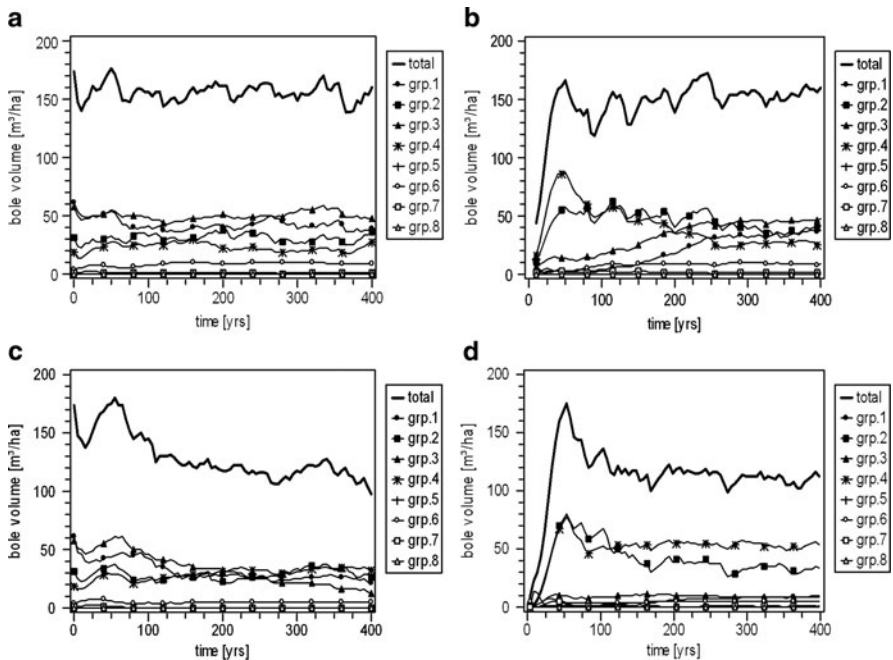 a
bole volume [m³/ha]
200
150
100
50
0
0 100 200 300 400
time [yrs]
total
grp.1
grp.2
grp.3
grp.4
grp.5
grp.6
grp.7
grp.8
b
bole volume [m³/ha]
200
150
100
50
0
0 100 200 300 400
time [yrs]
total
grp.1
grp.2
grp.3
grp.4
grp.5
grp.6
grp.7
grp.8
c
bole volume [m³/ha]
200
150
100
50
0
0 100 200 300 400
time [yrs]
total
grp.1
grp.2
grp.3
grp.4
grp.5
grp.6
grp.7
grp.8
d
bole volume [m³/ha]
200
150
100
50
0
0 100 200 300 400
time [yrs]
total
grp.1
grp.2
grp.3
grp.4
grp.5
grp.6
grp.7
grp.8